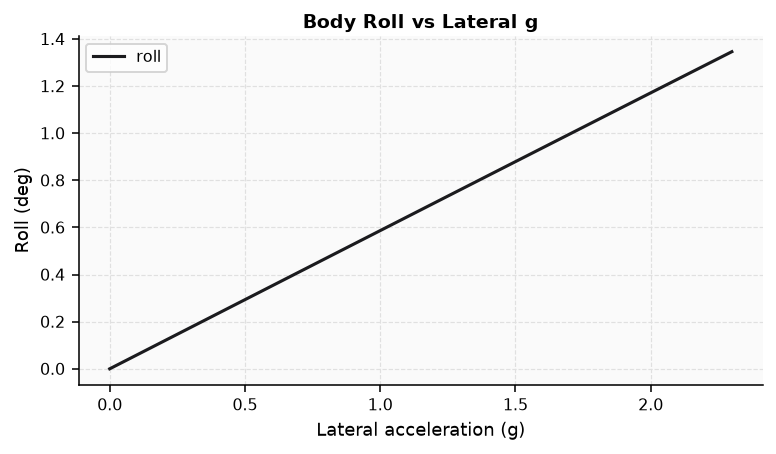 Body Roll vs Lateral g
roll
Roll (deg)
1.4
1.2
1.0
0.8
0.6
0.4
0.2
0.0
0.0 0.5 1.0 1.5 2.0
Lateral acceleration (g)